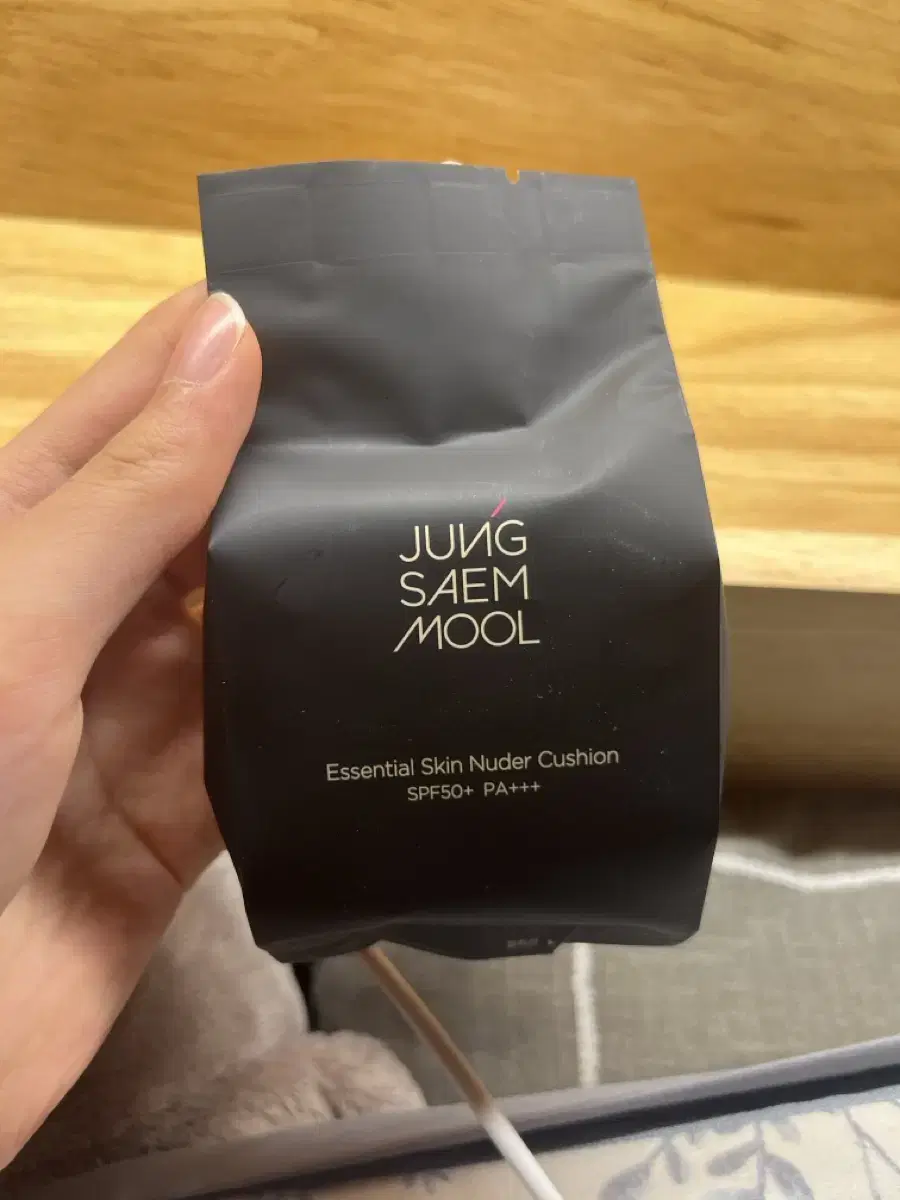 JUNG
SAEM
MOOL
Essential Skin Nuder Cushion
SPF50+ PA+++